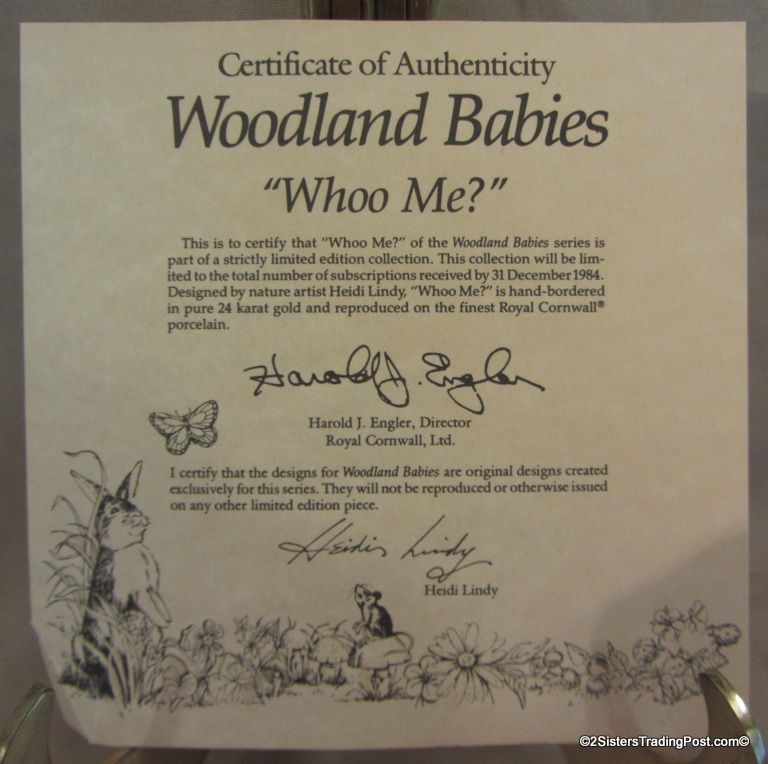 Certificate of Authenticity
Woodland Babies
"Whoo Me?"
This is to certify that "Whoo Me?" of the Woodland Babies series is
part of a strictly limited edition collection. This collection will be lim-
ited to the total number of subscriptions received by 31 December 1984.
Designed by nature artist Heidi Lindy, "Whoo Me?" is hand-bordered
in pure 24 karat gold and reproduced on the finest Royal Cornwall®
porcelain.
Harold J. Engler
Harold J. Engler, Director
Royal Cornwall, Ltd.
I certify that the designs for Woodland Babies are original designs created
exclusively for this series. They will not be reproduced or otherwise issued
on any other limited edition piece.
Heidi Lindy
Heidi Lindy
©2SistersTradingPost.com©